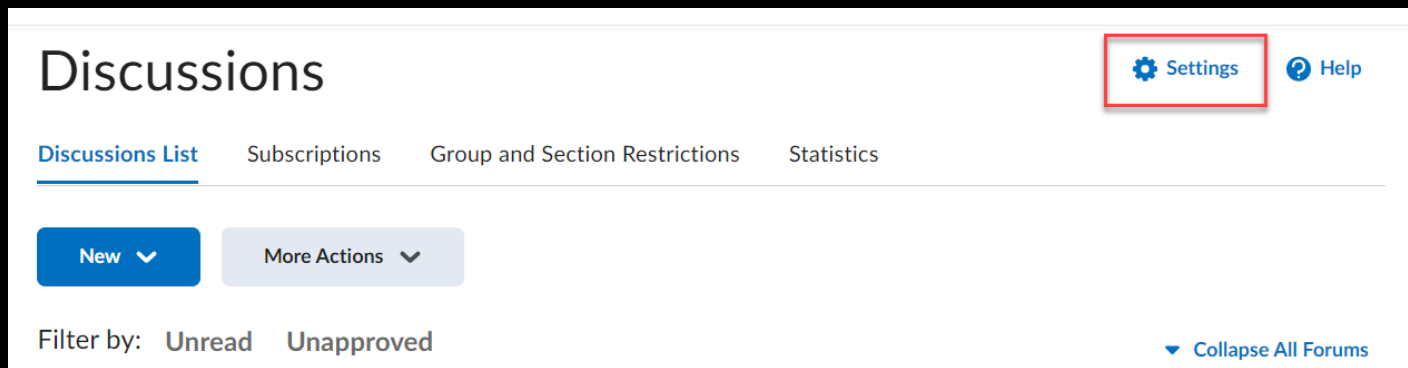 Discussions
Settings Help
Discussions List Subscriptions Group and Section Restrictions Statistics
New More Actions
Filter by: Unread Unapproved
Collapse All Forums